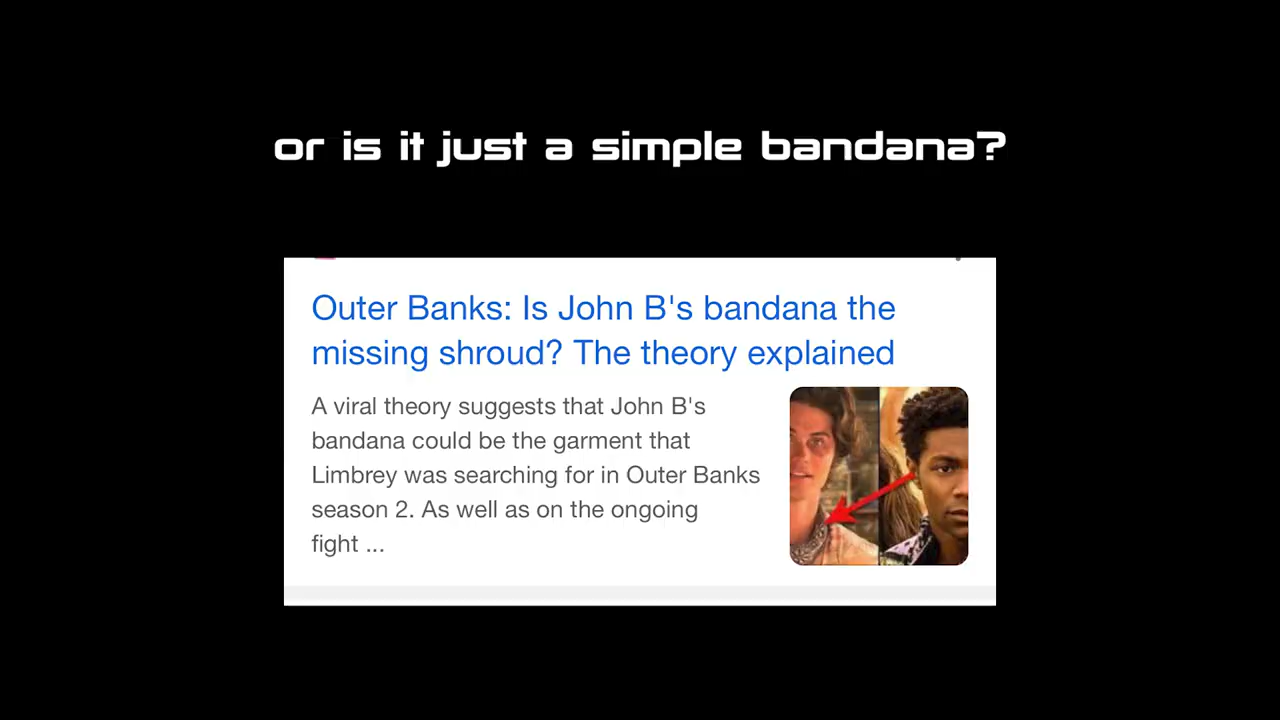 or is it just a simple bandana?
Outer Banks: Is John B's bandana the
missing shroud? The theory explained
A viral theory suggests that John B's
bandana could be the garment that
Limbrey was searching for in Outer Banks
season 2. As well as on the ongoing
fight ...